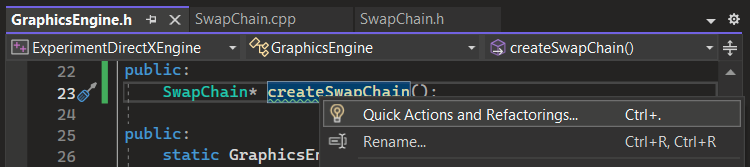 GraphicsEngine.h SwapChain.cpp SwapChain.h
ExperimentDirectXEngine GraphicsEngine createSwapChain()
22 public:
23 SwapChain* createSwapChain();
24
Quick Actions and Refactorings... Ctrl+.
25 public:
Rename... Ctrl+R, Ctrl+R
26 static GraphicsEn